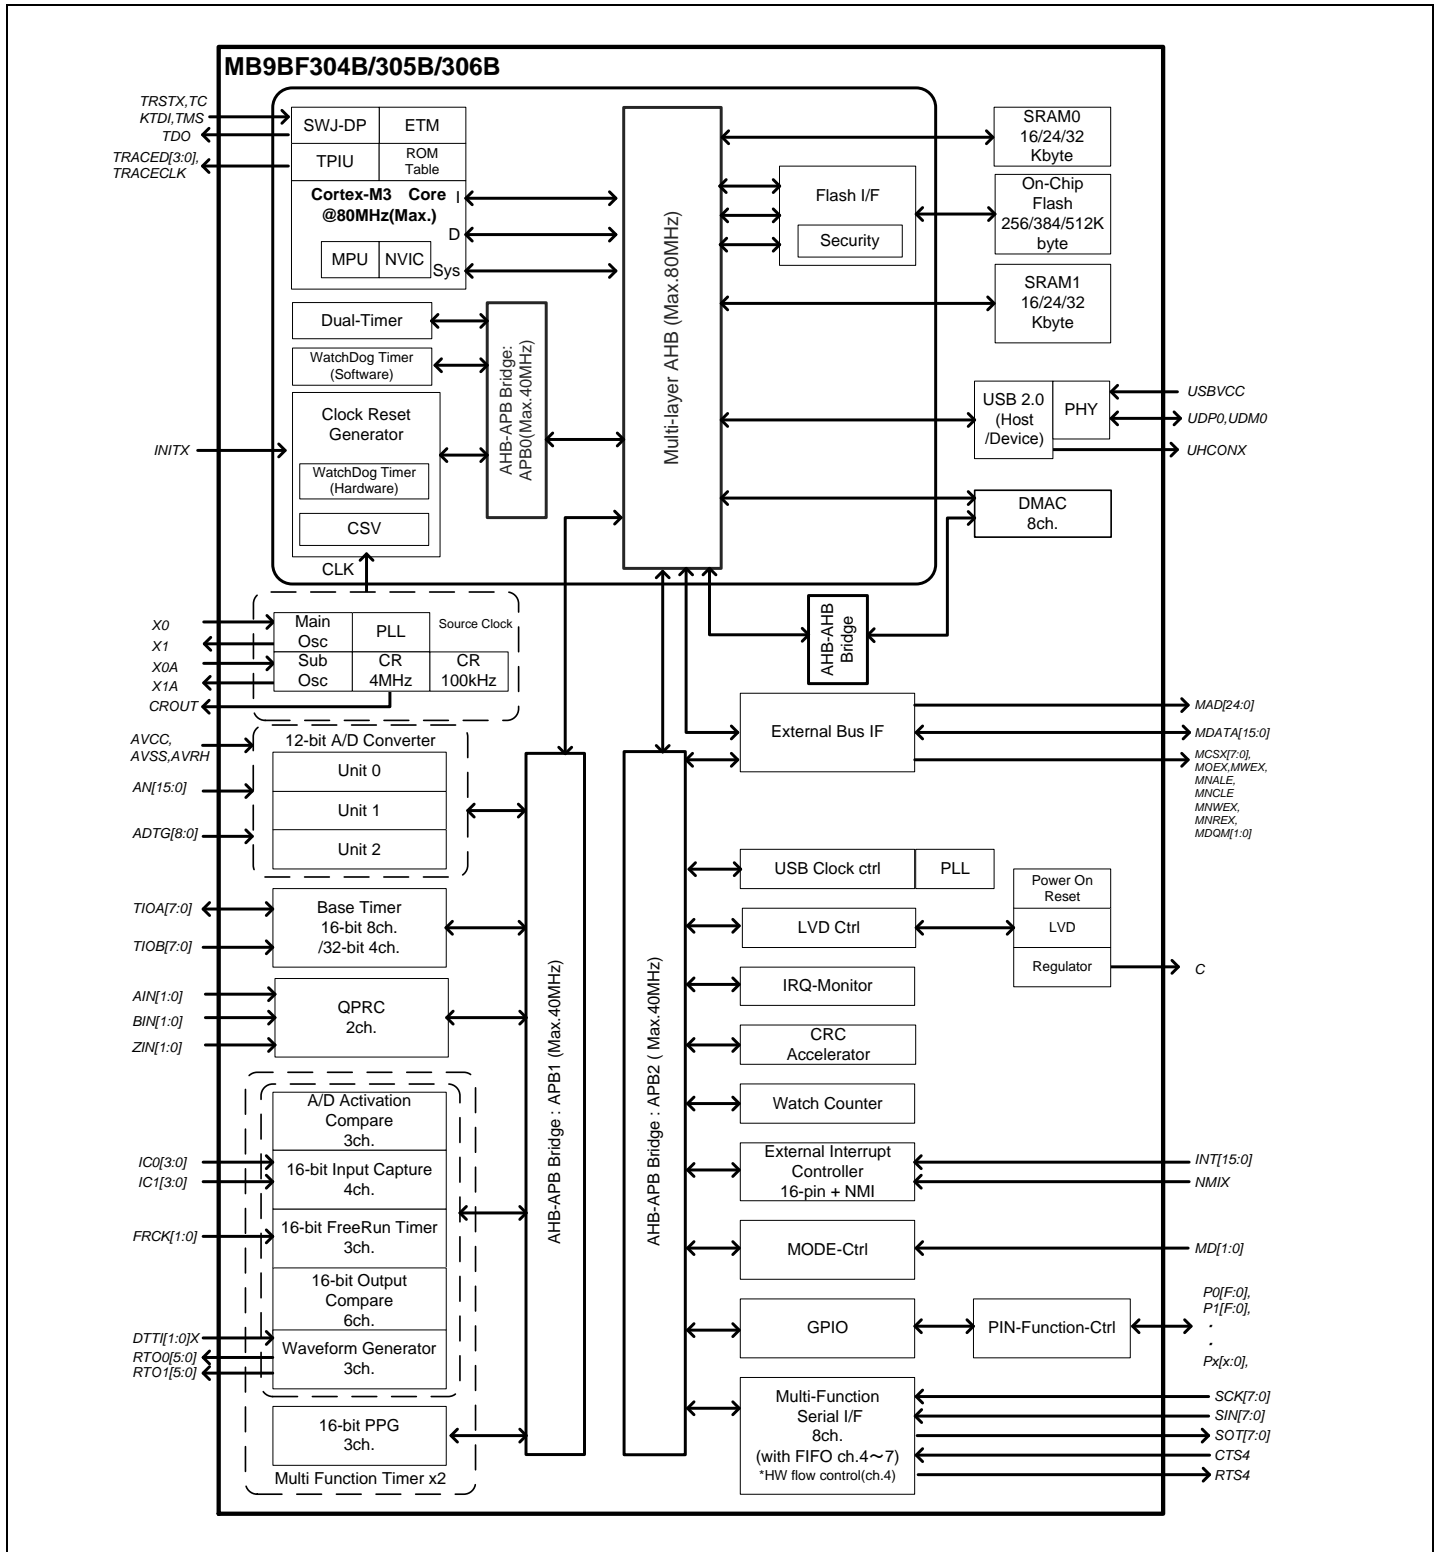 MB9BF304B/305B/306B
TRSTX,TC
KTDI,TMS
TDO
TRACED[3:0],
TRACECLK
SWJ-DP
ETM
TPIU
ROM
Table
Cortex-M3 Core
@80MHz(Max.)
I
D
Sys
MPU
NVIC
Dual-Timer
WatchDog Timer
(Software)
Clock Reset
Generator
WatchDog Timer
(Hardware)
CSV
CLK
INITX
AHB-APB Bridge:
APB0(Max.40MHz)
Multi-layer AHB (Max.80MHz)
Flash I/F
Security
SRAM0
16/24/32
Kbyte
On-Chip
Flash
256/384/512K
byte
SRAM1
16/24/32
Kbyte
USB 2.0
(Host
/Device)
PHY
USBVCC
UDP0,UDM0
UHCONX
DMAC
8ch.
AHB-AHB
Bridge
X0
X1
X0A
X1A
CROUT
Main
Osc
PLL
Source Clock
Sub
Osc
CR
4MHz
CR
100kHz
AVCC,
AVSS,AVRH
AN[15:0]
ADTG[8:0]
12-bit A/D Converter
Unit 0
Unit 1
Unit 2
TIOA[7:0]
TIOB[7:0]
Base Timer
16-bit 8ch.
/32-bit 4ch.
AIN[1:0]
BIN[1:0]
ZIN[1:0]
QPRC
2ch.
A/D Activation
Compare
3ch.
IC0[3:0]
IC1[3:0]
16-bit Input Capture
4ch.
FRCK[1:0]
16-bit FreeRun Timer
3ch.
16-bit Output
Compare
6ch.
DTTI[1:0]X
RTO0[5:0]
RTO1[5:0]
Waveform Generator
3ch.
16-bit PPG
3ch.
Multi Function Timer x2
AHB-APB Bridge : APB1 (Max.40MHz)
AHB-APB Bridge : APB2 ( Max.40MHz)
External Bus IF
MAD[24:0]
MDATA[15:0]
MCSX[7:0],
MOEX,MWEX,
MNALE,
MNCLE
MNWEX,
MNREX,
MDQM[1:0]
USB Clock ctrl
PLL
LVD Ctrl
Power On
Reset
LVD
Regulator
C
IRQ-Monitor
CRC
Accelerator
Watch Counter
External Interrupt
Controller
16-pin + NMI
INT[15:0]
NMIX
MODE-Ctrl
MD[1:0]
GPIO
PIN-Function-Ctrl
P0[F:0],
P1[F:0],
.
.
Px[x:0],
Multi-Function
Serial I/F
8ch.
(with FIFO ch.4～7)
*HW flow control(ch.4)
SCK[7:0]
SIN[7:0]
SOT[7:0]
CTS4
RTS4